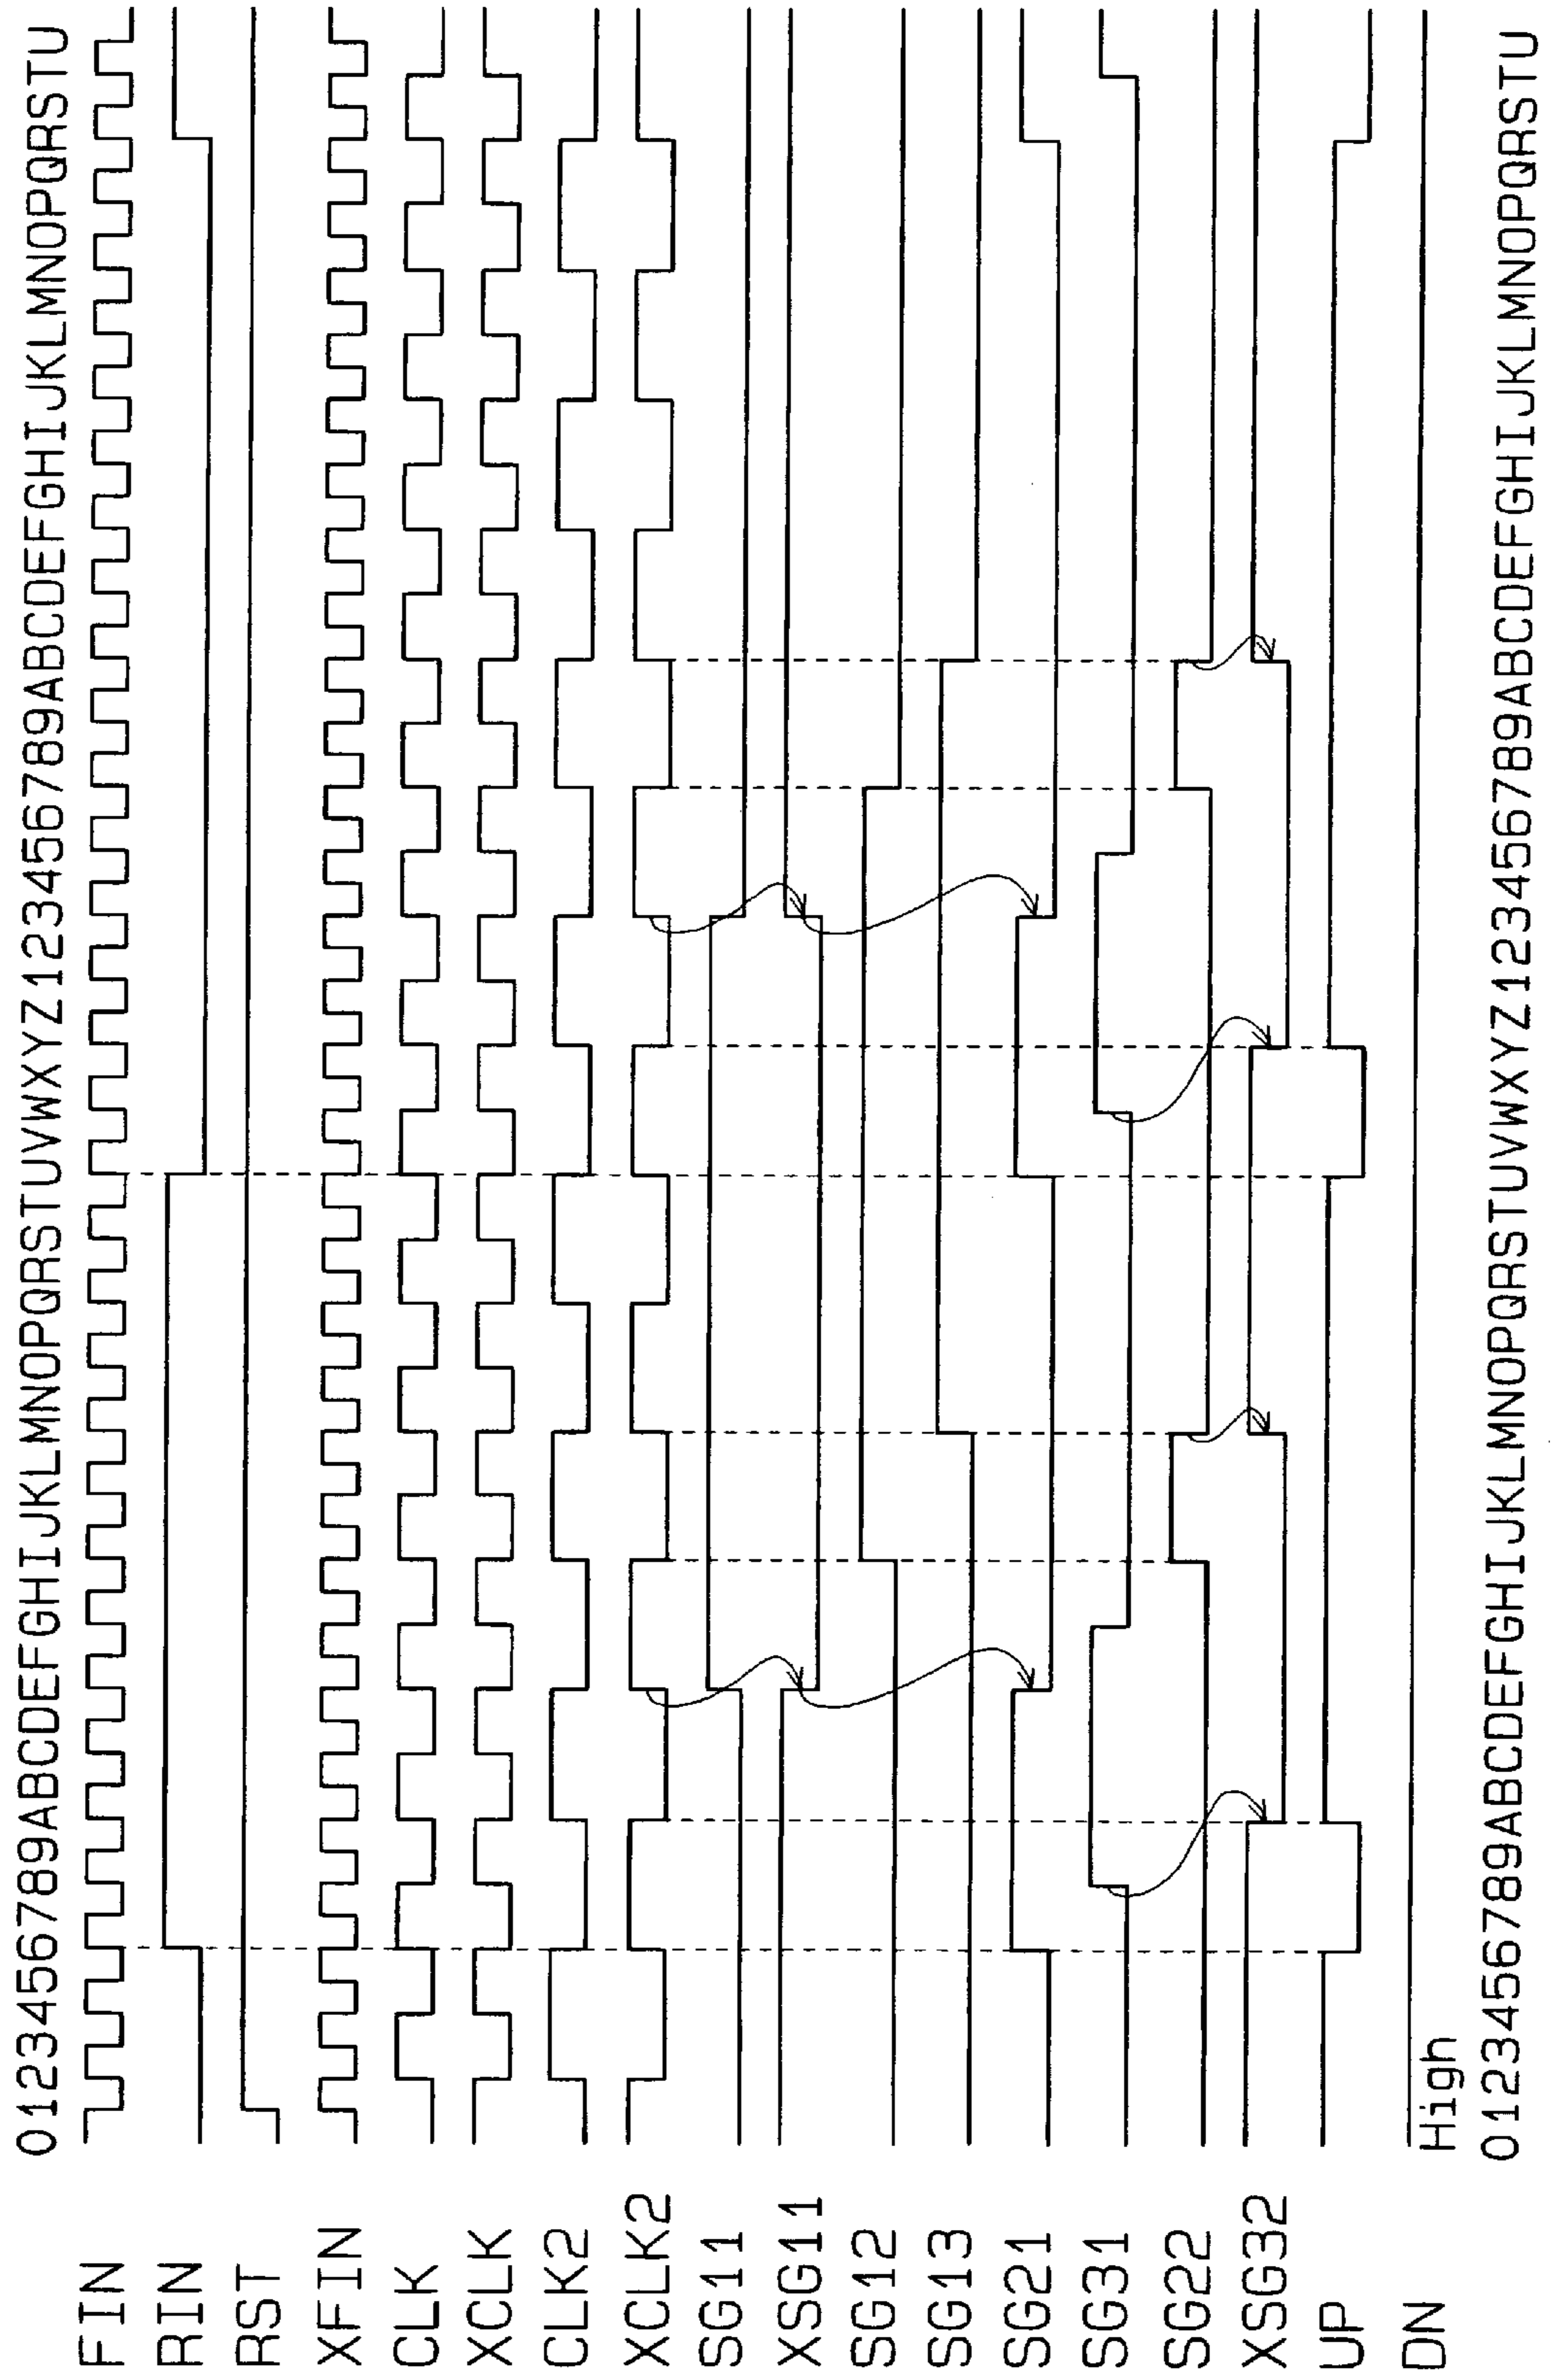 0123456789ABCDEFGHIJKLMNOPQRSTUVWXYZ123456789ABCDEFGHIJKLMNOPQRSTU
FIN
RIN
RST
XFIN
CLK
XCLK
CLK2
XCLK2
SG11
XSG11
SG12
SG13
SG21
SG31
SG22
XSG32
UP
DN
High
0123456789ABCDEFGHIJKLMNOPQRSTUVWXYZ123456789ABCDEFGHIJKLMNOPQRSTU